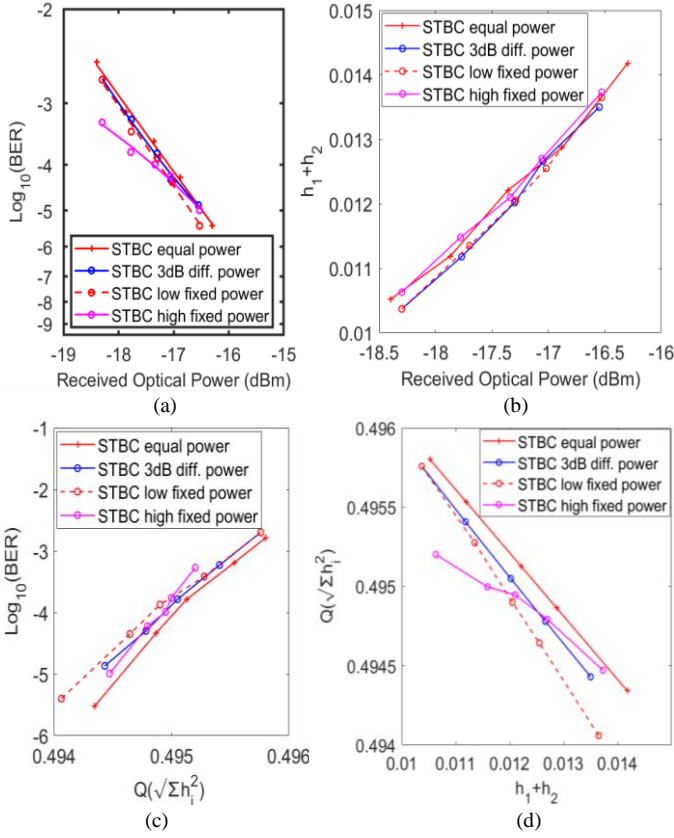 -2
-3
-4
-5
-6
-7
-8
-9
Log10(BER)
STBC equal power
STBC 3dB diff. power
STBC low fixed power
STBC high fixed power
-19 -18 -17 -16 -15
Received Optical Power (dBm)
(a)
0.015
0.014
0.013
0.012
0.011
0.01
h1+h2
STBC equal power
STBC 3dB diff. power
STBC low fixed power
STBC high fixed power
-18.5 -18 -17.5 -17 -16.5 -16
Received Optical Power (dBm)
(b)
-1
-2
-3
-4
-5
-6
Log10(BER)
STBC equal power
STBC 3dB diff. power
STBC low fixed power
STBC high fixed power
0.494 0.495 0.496
Q(√Σh_i^2)
(c)
0.496
0.4955
0.495
0.4945
0.494
Q(√Σh_i^2)
STBC equal power
STBC 3dB diff. power
STBC low fixed power
STBC high fixed power
0.01 0.011 0.012 0.013 0.014
h1+h2
(d)